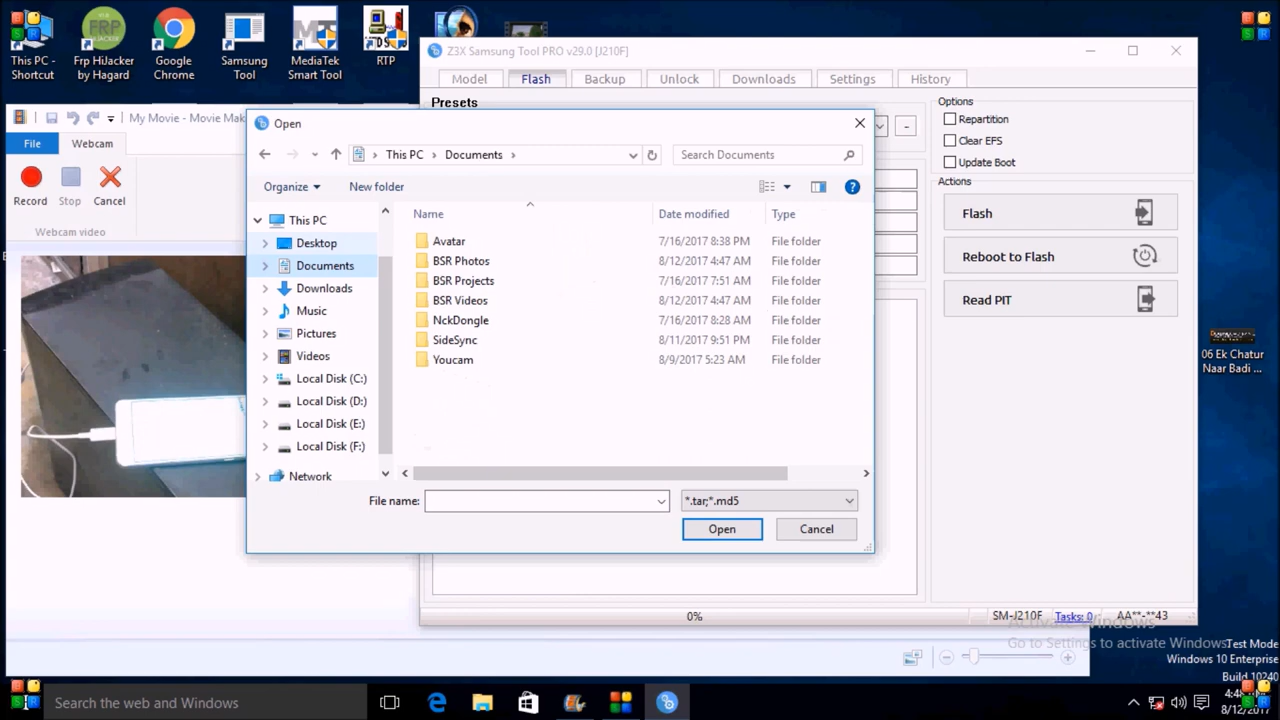 This PC -
Shortcut
FRP
Frp HiJacker
by Hagard
Google
Chrome
Samsung
Tool
MediaTek
Smart Tool
RTP
Z3X Samsung Tool PRO v29.0 [J210F]
Model
Flash
Backup
Unlock
Downloads
Settings
History
Presets
-
Options
Repartition
Clear EFS
Update Boot
Actions
Flash
Reboot to Flash
Read PIT
My Movie - Movie Mak
File
Webcam
Record
Stop
Cancel
Webcam video
Open
This PC
Documents
Search Documents
Organize
New folder
This PC
Desktop
Documents
Downloads
Music
Pictures
Videos
Local Disk (C:)
Local Disk (D:)
Local Disk (E:)
Local Disk (F:)
Network
Name Date modified Type
Avatar 7/16/2017 8:38 PM File folder
BSR Photos 8/12/2017 4:47 AM File folder
BSR Projects 7/16/2017 7:51 AM File folder
BSR Videos 8/12/2017 4:47 AM File folder
NckDongle 7/16/2017 8:28 AM File folder
SideSync 8/11/2017 9:51 PM File folder
Youcam 8/9/2017 5:23 AM File folder
File name:
*.tar;*.md5
Open
Cancel
06 Ek Chatur
Naar Badi ...
0%
SM-J210F
Tasks: 0
AA**-**43
Activate Windows
Go to Settings to activate Windows.
Test Mode
Windows 10 Enterprise
Build 10240
Search the web and Windows
8/12/2017